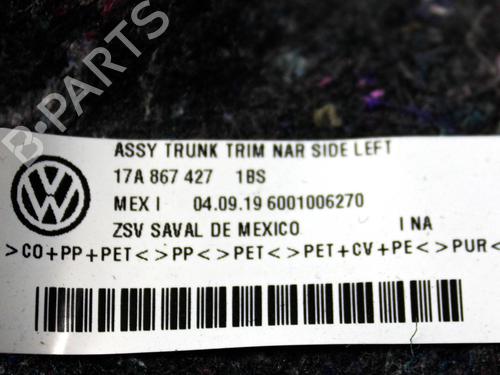 B-PARTS
ASSY TRUNK TRIM NAR SIDE LEFT
17A 867 427 1BS
MEX I 04.09.19 6001006270
ZSV SAVAL DE MEXICO I NA
>CO+PP+PET<>PP<>PET<>PET+CV+PE<>PUR<